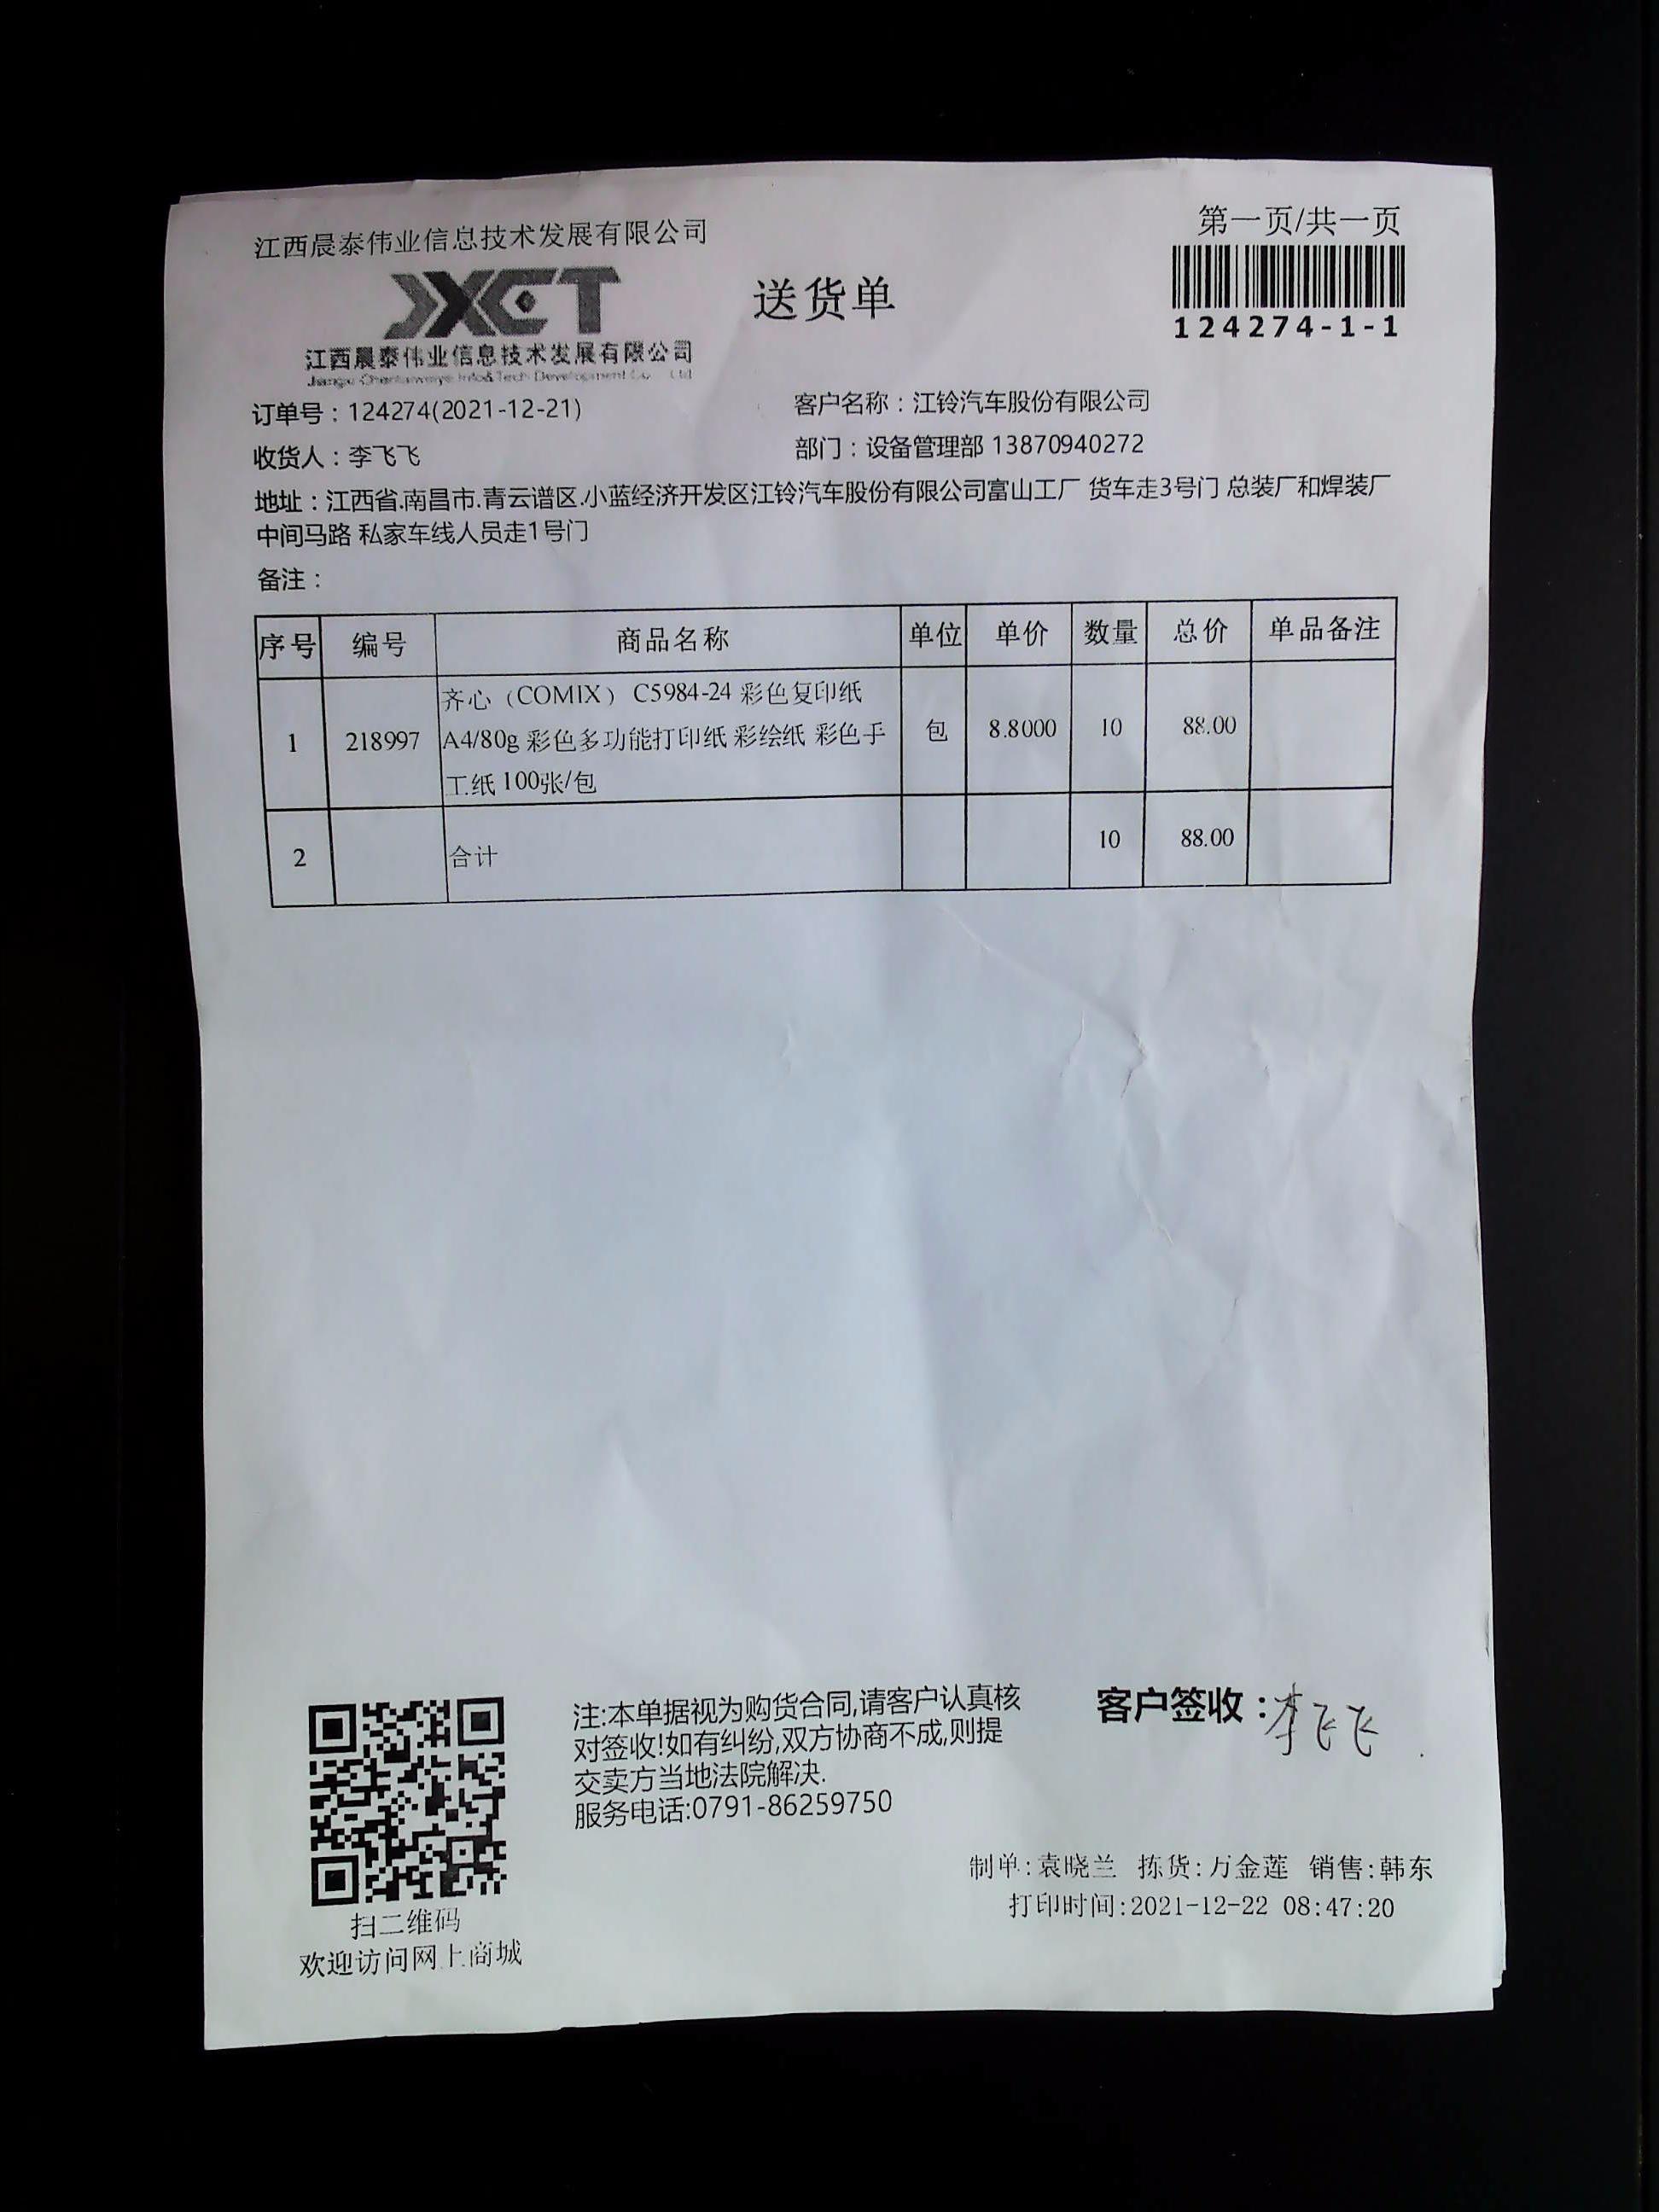 江西晨泰伟业信息技术发展有限公司
第一页/共一页
JXCT
送货单
124274-1-1
江西晨泰伟业信息技术发展有限公司
订单号：124274(2021-12-21)
客户名称：江铃汽车股份有限公司
收货人：李飞飞
部门：设备管理部 13870940272
地址：江西省.南昌市.青云谱区.小蓝经济开发区江铃汽车股份有限公司富山工厂 货车走3号门 总装厂和焊装厂
中间马路 私家车线人员走1号门
备注：
序号 编号 商品名称 单位 单价 数量 总价 单品备注
1 218997 齐心（COMIX） C5984-24 彩色复印纸
A4/80g 彩色多功能打印纸 彩绘纸 彩色手
工纸 100张/包
包 8.8000 10 88.00
2 合计 10 88.00
注:本单据视为购货合同,请客户认真核
对签收!如有纠纷,双方协商不成,则提
交卖方当地法院解决.
服务电话:0791-86259750
客户签收：李飞飞
制单:袁晓兰 拣货:万金莲 销售:韩东
打印时间:2021-12-22 08:47:20
扫二维码
欢迎访问网上商城